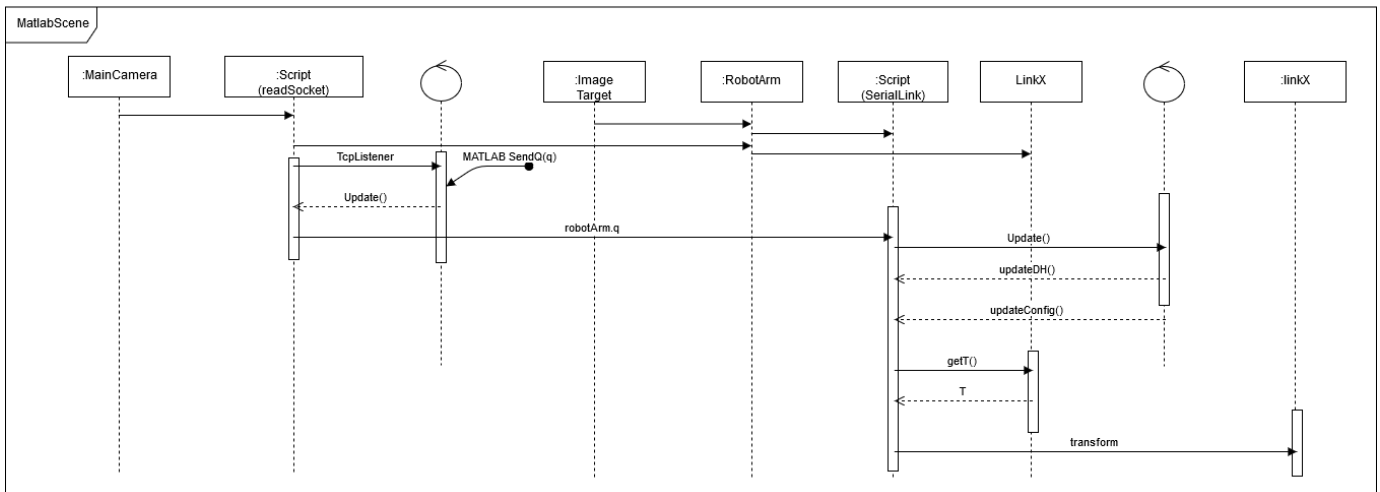 MatlabScene
:MainCamera
:Script
(readSocket)
:Image
Target
:RobotArm
:Script
(SerialLink)
LinkX
:linkX
TcpListener
MATLAB SendQ(q)
Update()
robotArm.q
Update()
updateDH()
updateConfig()
getT()
T
transform